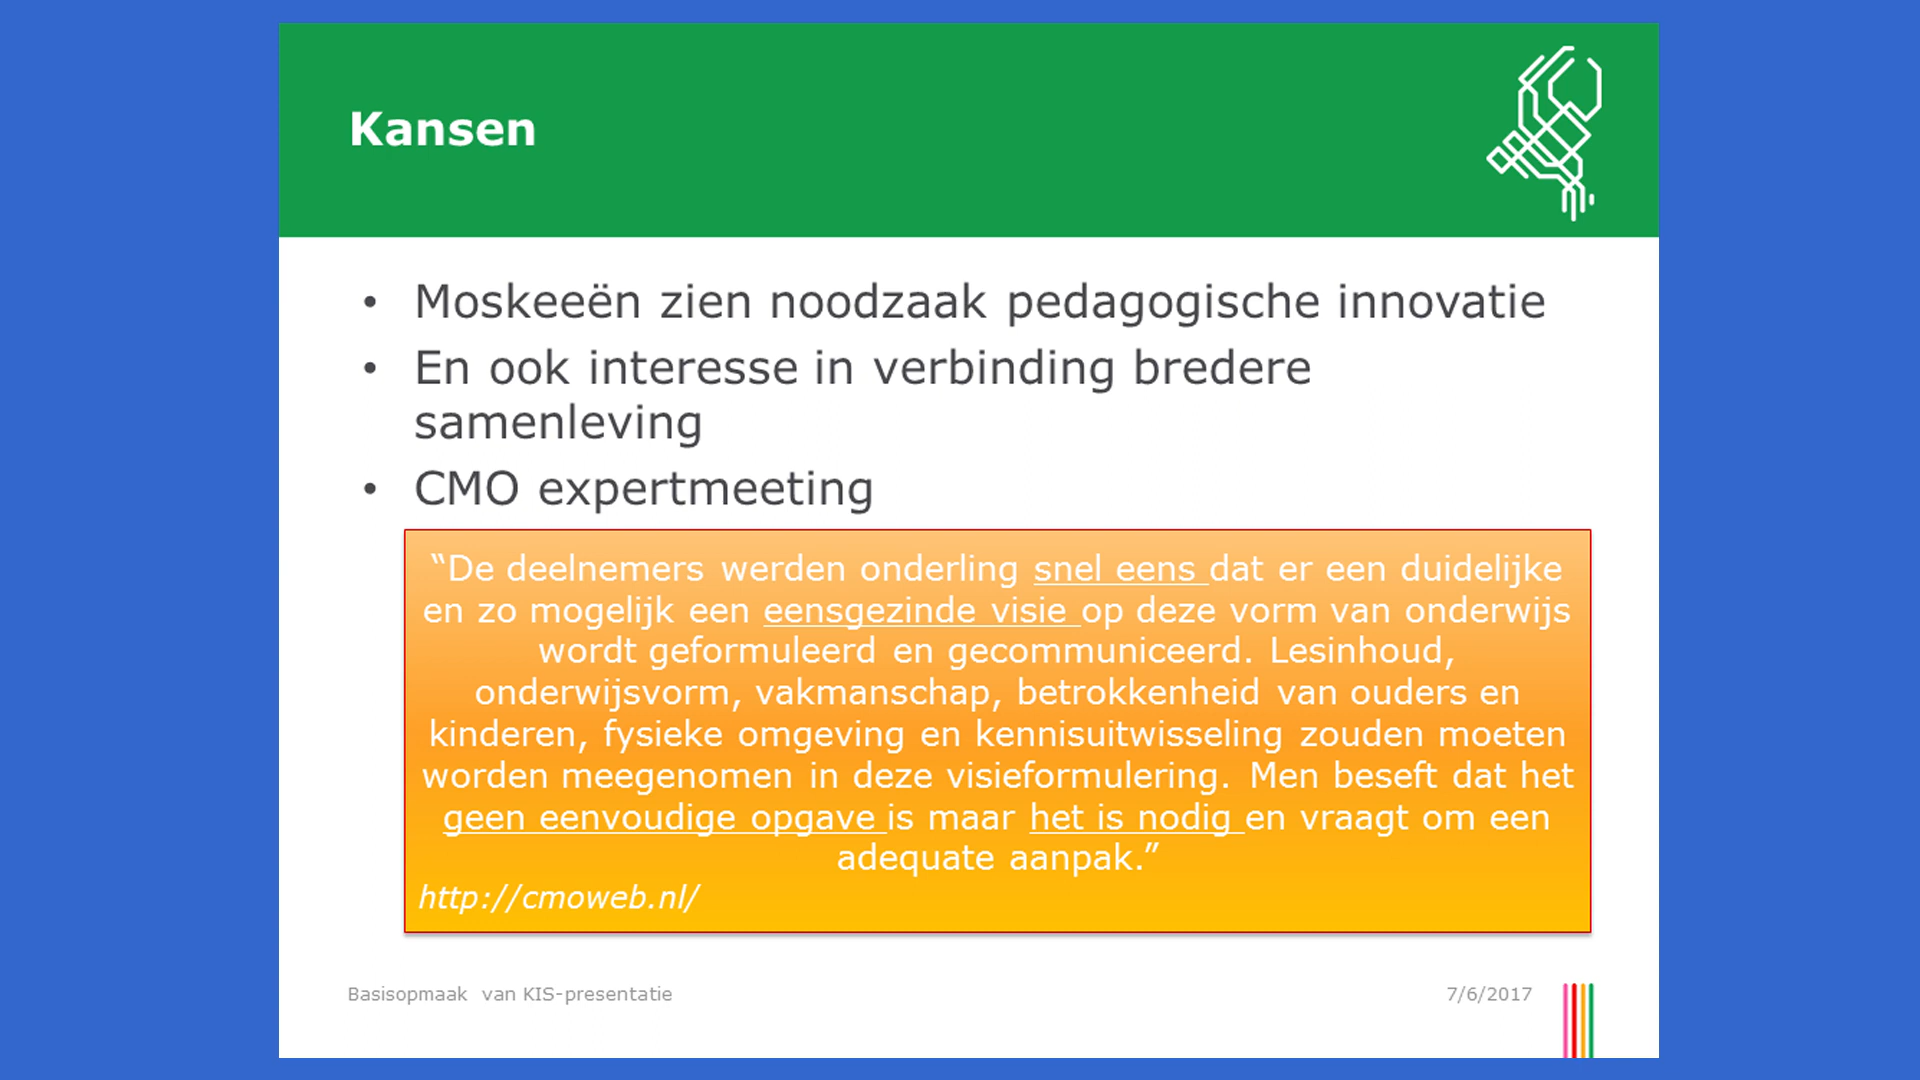 Kansen
• Moskeeën zien noodzaak pedagogische innovatie
• En ook interesse in verbinding bredere
samenleving
• CMO expertmeeting
“De deelnemers werden onderling snel eens dat er een duidelijke
en zo mogelijk een eensgezinde visie op deze vorm van onderwijs
wordt geformuleerd en gecommuniceerd. Lesinhoud,
onderwijsvorm, vakmanschap, betrokkenheid van ouders en
kinderen, fysieke omgeving en kennisuitwisseling zouden moeten
worden meegenomen in deze visieformulering. Men beseft dat het
geen eenvoudige opgave is maar het is nodig en vraagt om een
adequate aanpak.”
http://cmoweb.nl/
Basisopmaak van KIS-presentatie
7/6/2017